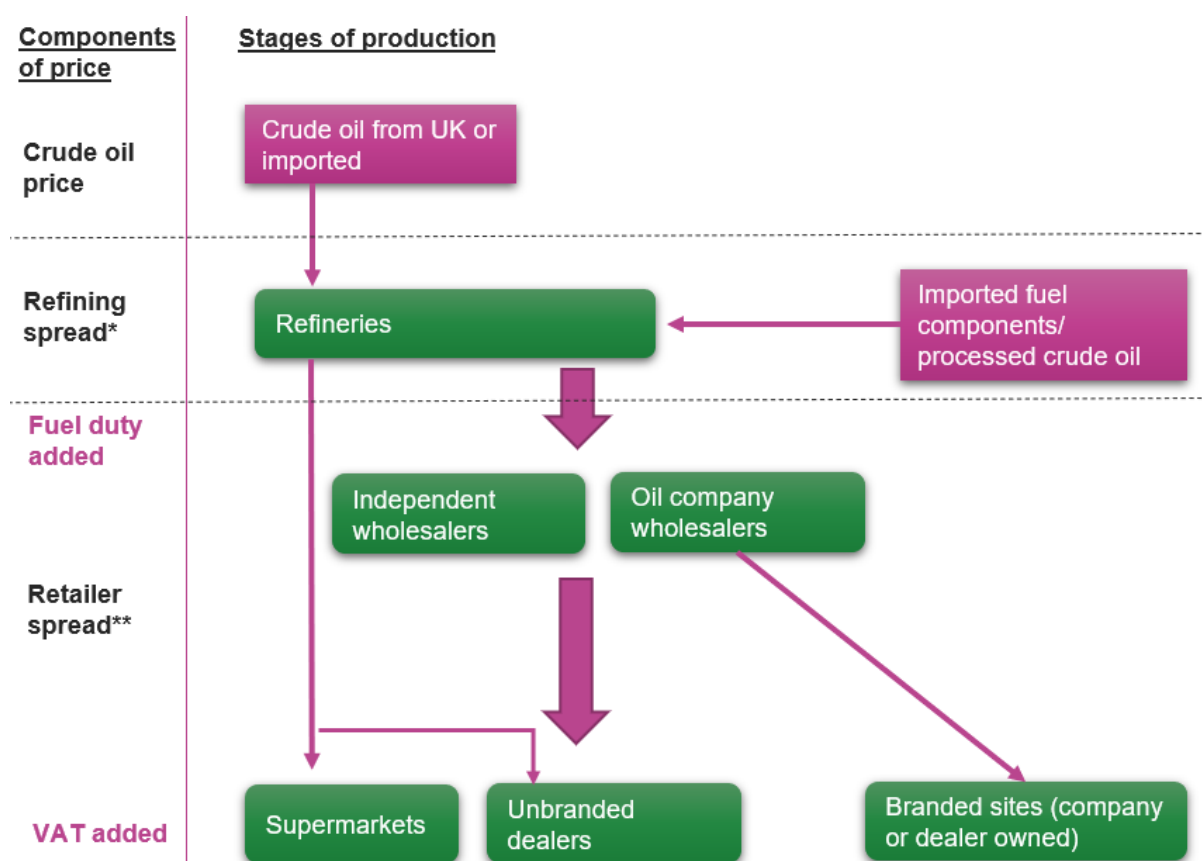 Components
of price
Stages of production
Crude oil
price
Crude oil from UK or
imported
Refining
spread*
Refineries
Imported fuel
components/
processed crude oil
Fuel duty
added
Independent
wholesalers
Oil company
wholesalers
Retailer
spread**
VAT added
Supermarkets
Unbranded
dealers
Branded sites (company
or dealer owned)